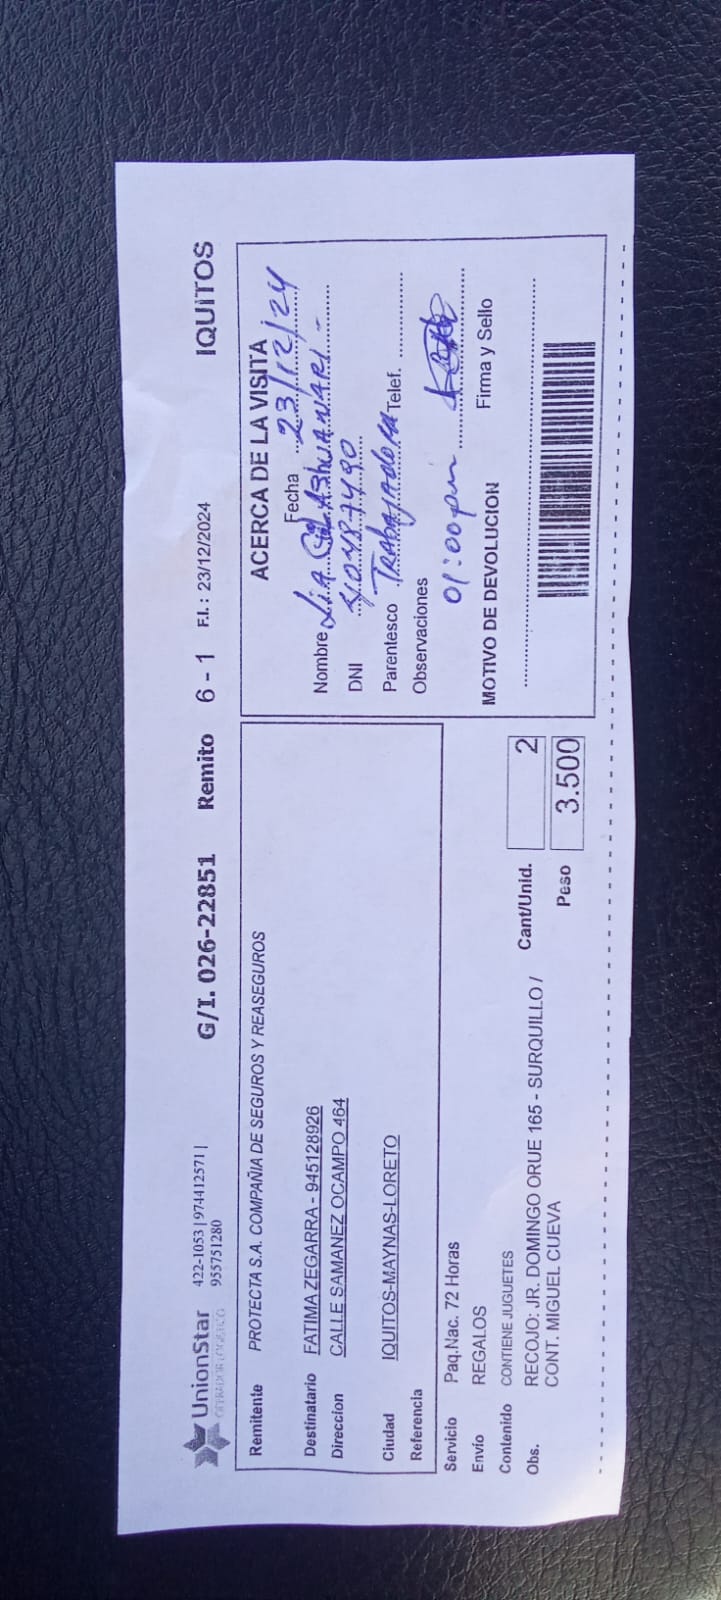 UnionStar
OPERADOR LOGISTICO
422-1053 | 974412571 |
955751280
G/I. 026-22851 Remito 6 - 1 F.I. : 23/12/2024 IQUITOS
Remitente PROTECTA S.A. COMPAÑIA DE SEGUROS Y REASEGUROS
Destinatario FATIMA ZEGARRA - 945128926
Direccion CALLE SAMANEZ OCAMPO 464
Ciudad IQUITOS-MAYNAS-LORETO
Referencia
Servicio Paq.Nac. 72 Horas
Envío REGALOS
Contenido CONTIENE JUGUETES
Obs. RECOJO: JR. DOMINGO ORUE 165 - SURQUILLO /
CONT. MIGUEL CUEVA
Cant/Unid. 2
Peso 3.500
ACERCA DE LA VISITA
Fecha 23/12/24
Nombre Lia
DNI
Parentesco Trabajadora Telef.
Observaciones
01:00pm
Firma y Sello
MOTIVO DE DEVOLUCION